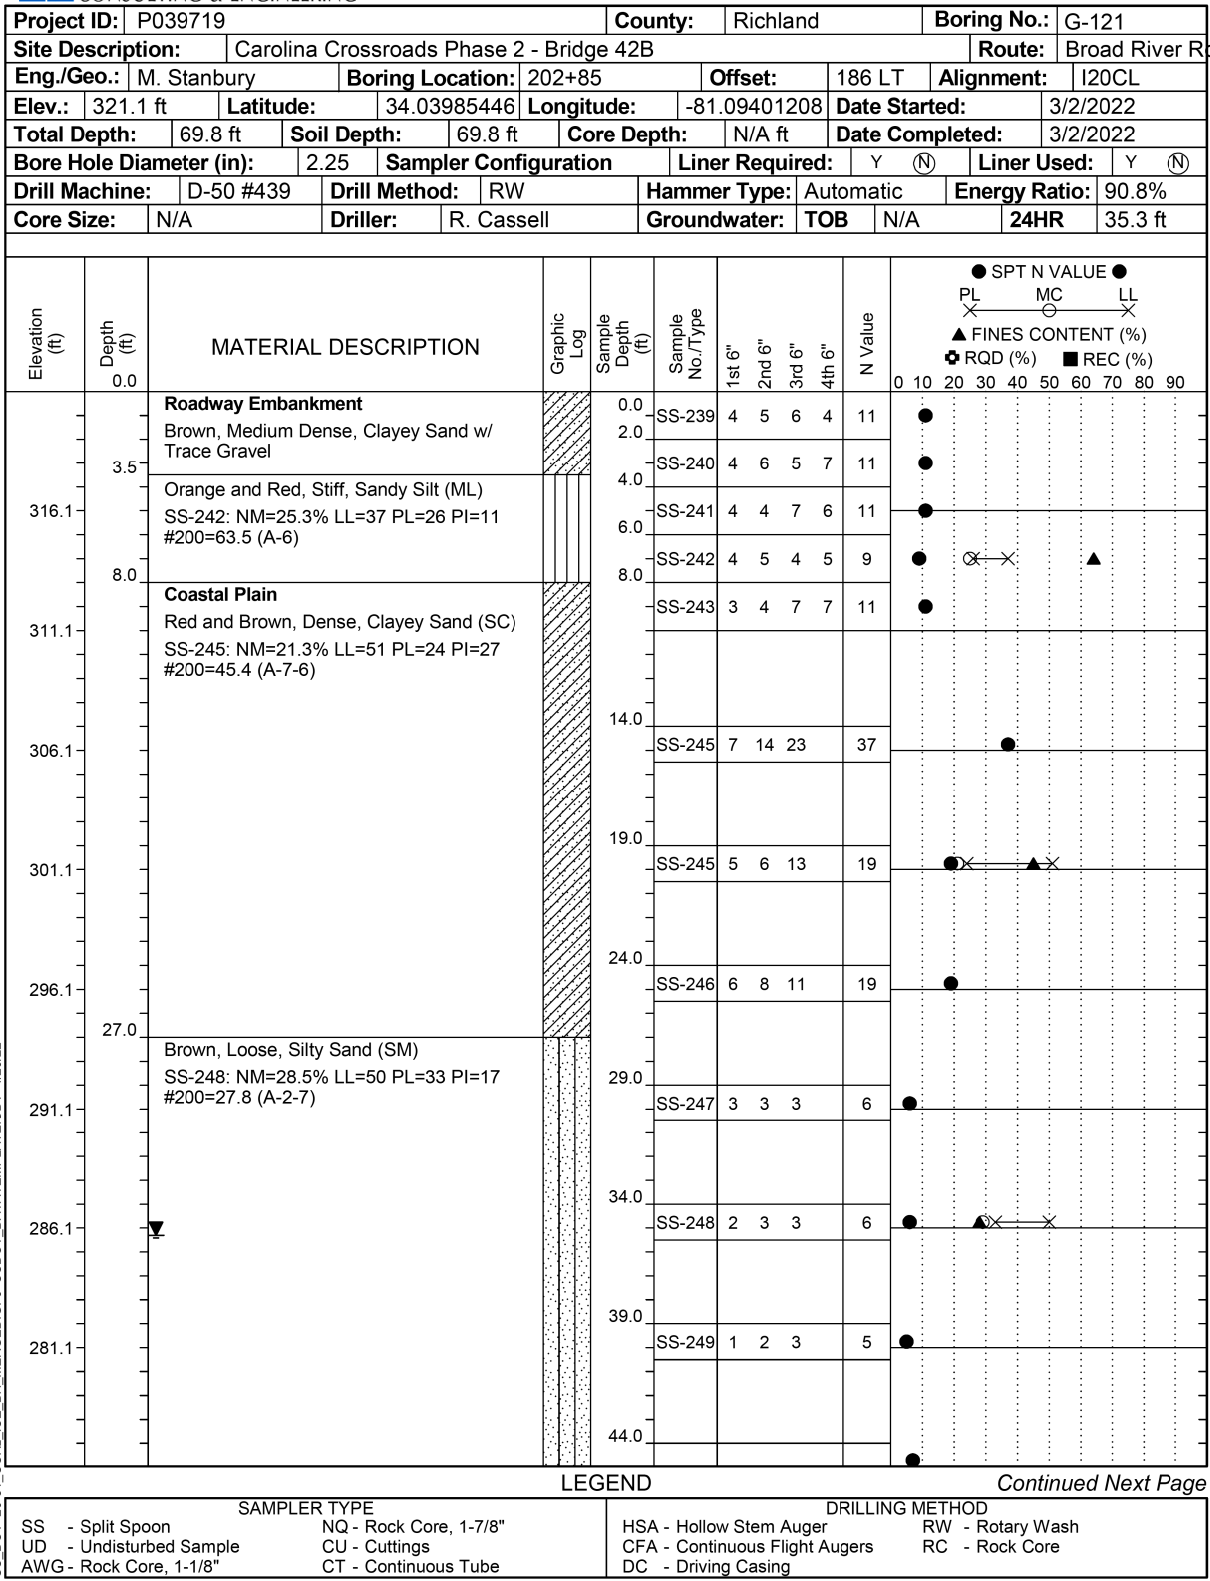 Project ID: P039719 County: Richland Boring No.: G-121
Site Description: Carolina Crossroads Phase 2 - Bridge 42B Route: Broad River
Eng./Geo.: M. Stanbury Boring Location: 202+85 Offset: 186 LT Alignment: I20CL
Elev.: 321.1 ft Latitude: 34.03985446 Longitude: -81.09401208 Date Started: 3/2/2022
Total Depth: 69.8 ft Soil Depth: 69.8 ft Core Depth: N/A ft Date Completed: 3/2/2022
Bore Hole Diameter (in): 2.25 Sampler Configuration Liner Required: Y Ⓝ Liner Used: Y Ⓝ
Drill Machine: D-50 #439 Drill Method: RW Hammer Type: Automatic Energy Ratio: 90.8%
Core Size: N/A Driller: R. Cassell Groundwater: TOB N/A 24HR 35.3 ft
Elevation (ft) Depth (ft) MATERIAL DESCRIPTION Graphic Log Sample Depth (ft) Sample No./Type 1st 6" 2nd 6" 3rd 6" 4th 6" N Value
● SPT N VALUE ●
PL MC LL
▲ FINES CONTENT (%)
RQD (%) ■ REC (%)
0.0 0 10 20 30 40 50 60 70 80 90
Roadway Embankment 0.0
SS-239 4 5 6 4 11
Brown, Medium Dense, Clayey Sand w/ 2.0
Trace Gravel
3.5 SS-240 4 6 5 7 11
4.0
Orange and Red, Stiff, Sandy Silt (ML)
316.1 SS-242: NM=25.3% LL=37 PL=26 PI=11 SS-241 4 4 7 6 11
6.0
#200=63.5 (A-6)
SS-242 4 5 4 5 9
8.0 8.0
Coastal Plain
SS-243 3 4 7 7 11
Red and Brown, Dense, Clayey Sand (SC)
311.1
SS-245: NM=21.3% LL=51 PL=24 PI=27
#200=45.4 (A-7-6)
14.0
306.1 SS-245 7 14 23 37
19.0
301.1 SS-245 5 6 13 19
24.0
296.1 SS-246 6 8 11 19
27.0
Brown, Loose, Silty Sand (SM)
SS-248: NM=28.5% LL=50 PL=33 PI=17 29.0
#200=27.8 (A-2-7)
291.1 SS-247 3 3 3 6
34.0
286.1 SS-248 2 3 3 6
39.0
281.1 SS-249 1 2 3 5
44.0
LEGEND Continued Next Page
SAMPLER TYPE DRILLING METHOD
SS - Split Spoon NQ - Rock Core, 1-7/8" HSA - Hollow Stem Auger RW - Rotary Wash
UD - Undisturbed Sample CU - Cuttings CFA - Continuous Flight Augers RC - Rock Core
AWG - Rock Core, 1-1/8" CT - Continuous Tube DC - Driving Casing